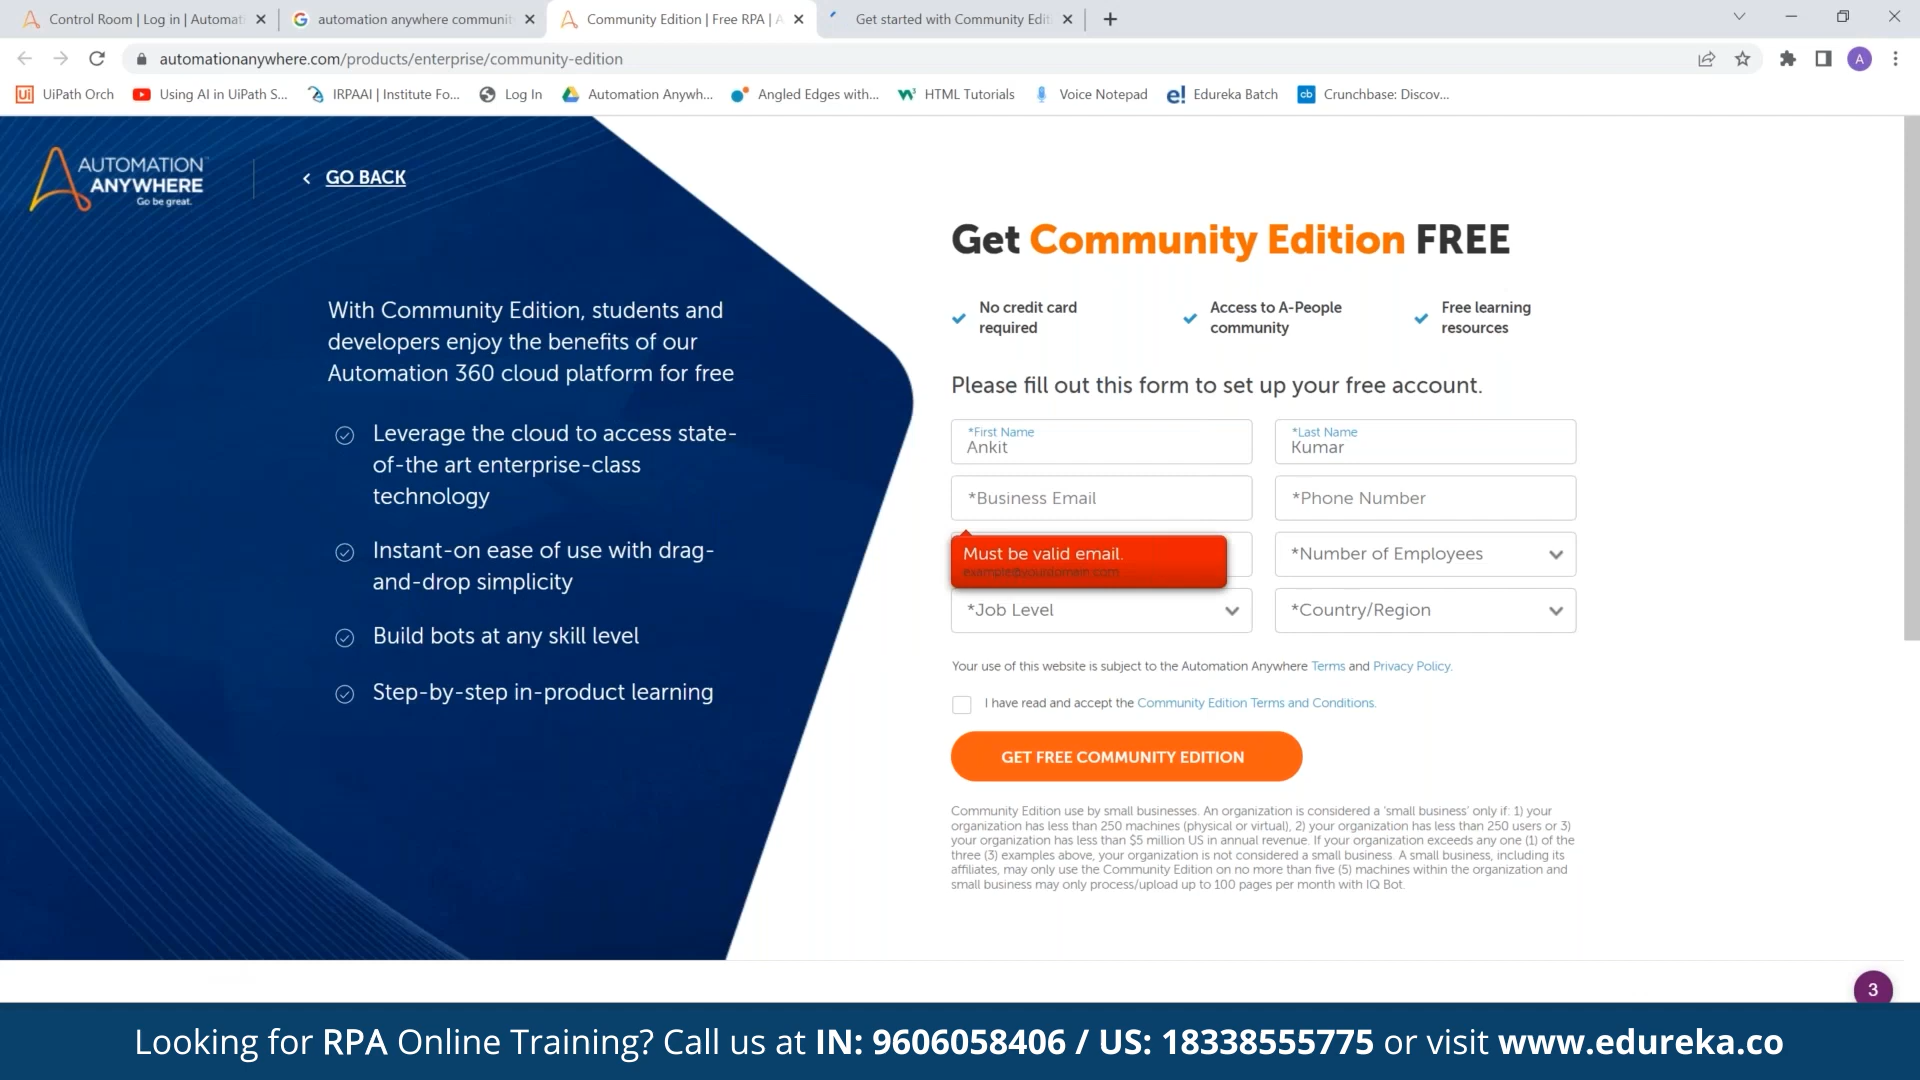 Control Room | Log in | Automati
automation anywhere communit
Community Edition | Free RPA | A
Get started with Community Editi
automationanywhere.com/products/enterprise/community-edition
A
UiPath Orch
Using AI in UiPath S...
IRPAAI | Institute Fo...
Log In
Automation Anywh...
Angled Edges with...
HTML Tutorials
Voice Notepad
Edureka Batch
Crunchbase: Discov...
AUTOMATION
ANYWHERE
Go be great.
GO BACK
With Community Edition, students and
developers enjoy the benefits of our
Automation 360 cloud platform for free
Leverage the cloud to access state-
of-the art enterprise-class
technology
Instant-on ease of use with drag-
and-drop simplicity
Build bots at any skill level
Step-by-step in-product learning
Get Community Edition FREE
No credit card
required
Access to A-People
community
Free learning
resources
Please fill out this form to set up your free account.
*First Name
Ankit
*Last Name
Kumar
*Business Email
*Phone Number
Must be valid email.
example@yourdomain.com
*Number of Employees
*Job Level
*Country/Region
Your use of this website is subject to the Automation Anywhere Terms and Privacy Policy.
I have read and accept the Community Edition Terms and Conditions.
GET FREE COMMUNITY EDITION
Community Edition use by small businesses. An organization is considered a 'small business' only if: 1) your
organization has less than 250 machines (physical or virtual), 2) your organization has less than 250 users or 3)
your organization has less than $5 million US in annual revenue. If your organization exceeds any one (1) of the
three (3) examples above, your organization is not considered a small business. A small business, including its
affiliates, may only use the Community Edition on no more than five (5) machines within the organization and
small business may only process/upload up to 100 pages per month with IQ Bot.
3
Looking for RPA Online Training? Call us at IN: 9606058406 / US: 18338555775 or visit www.edureka.co